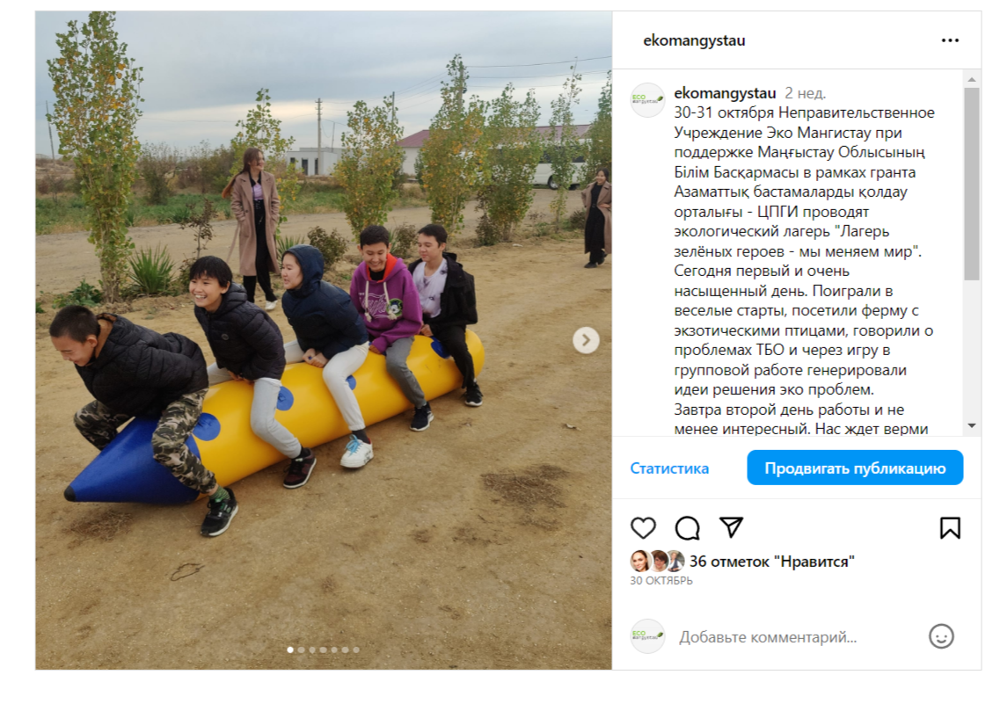 ekomangystau
ekomangystau 2 нед.
30-31 октября Неправительственное
Учреждение Эко Мангистау при
поддержке Маңғыстау Облысының
Білім Басқармасы в рамках гранта
Азаматтық бастамаларды қолдау
орталығы - ЦПГИ проводят
экологический лагерь "Лагерь
зелёных героев - мы меняем мир".
Сегодня первый и очень
насыщенный день. Поиграли в
веселые старты, посетили ферму с
экзотическими птицами, говорили о
проблемах ТБО и через игру в
групповой работе генерировали
идеи решения эко проблем.
Завтра второй день работы и не
менее интересный. Нас ждет верми
Статистика
Продвигать публикацию
36 отметок "Нравится"
30 ОКТЯБРЬ
Добавьте комментарий...